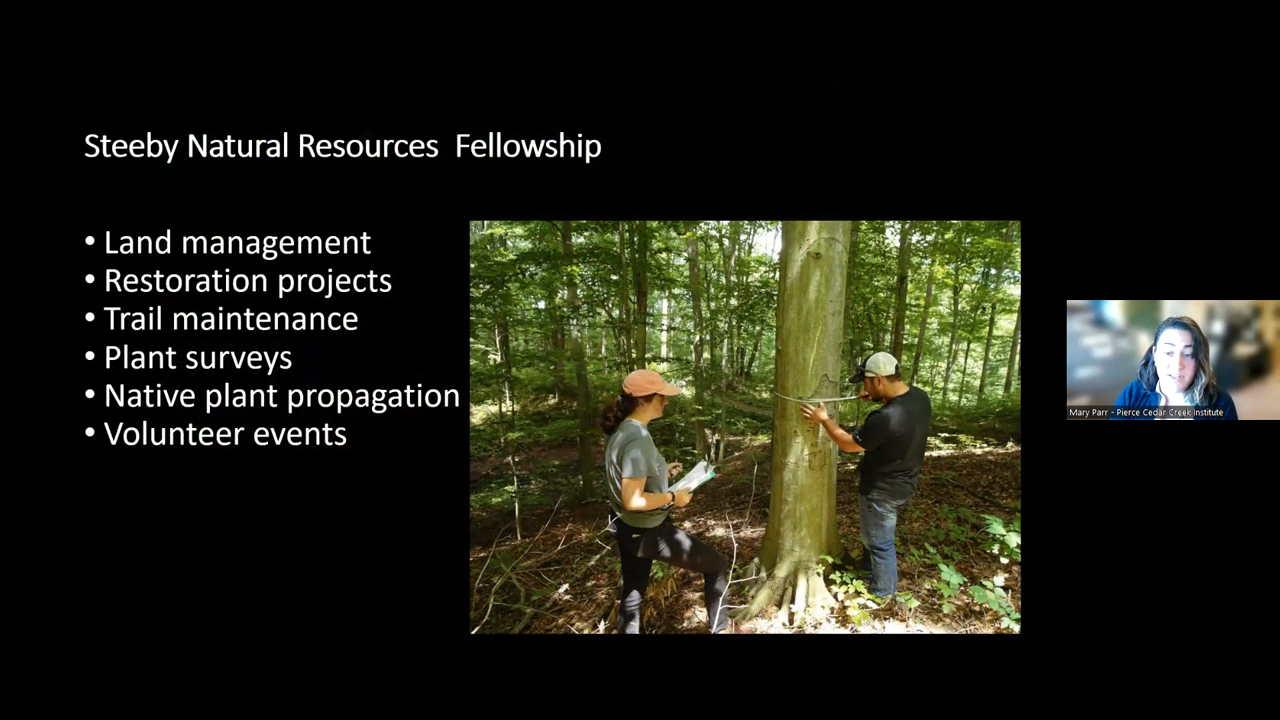 Steeby Natural Resources  Fellowship
• Land management
• Restoration projects
• Trail maintenance
• Plant surveys
• Native plant propagation
• Volunteer events
Mary Parr - Pierce Cedar Creek Institute